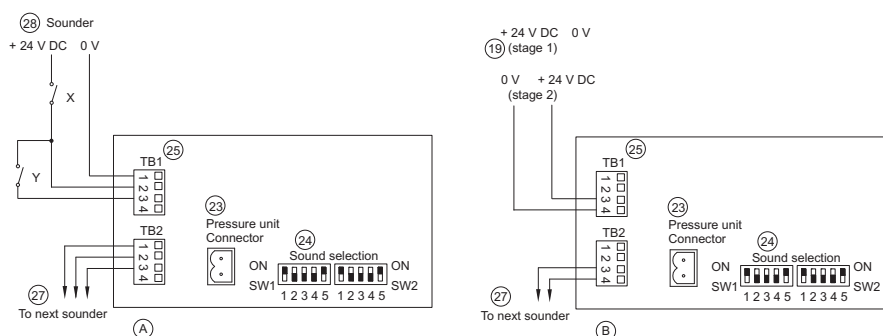 28 Sounder
+ 24 V DC 0 V
X
Y
25
TB1
1
2
3
4
TB2
1
2
3
4
23
Pressure unit
Connector
24
Sound selection
ON ON
SW1 1 2 3 4 5 1 2 3 4 5 SW2
27
To next sounder
A
+ 24 V DC 0 V
19 (stage 1)
0 V + 24 V DC
(stage 2)
25
TB1
1
2
3
4
TB2
1
2
3
4
23
Pressure unit
Connector
24
Sound selection
ON ON
SW1 1 2 3 4 5 1 2 3 4 5 SW2
27
To next sounder
B